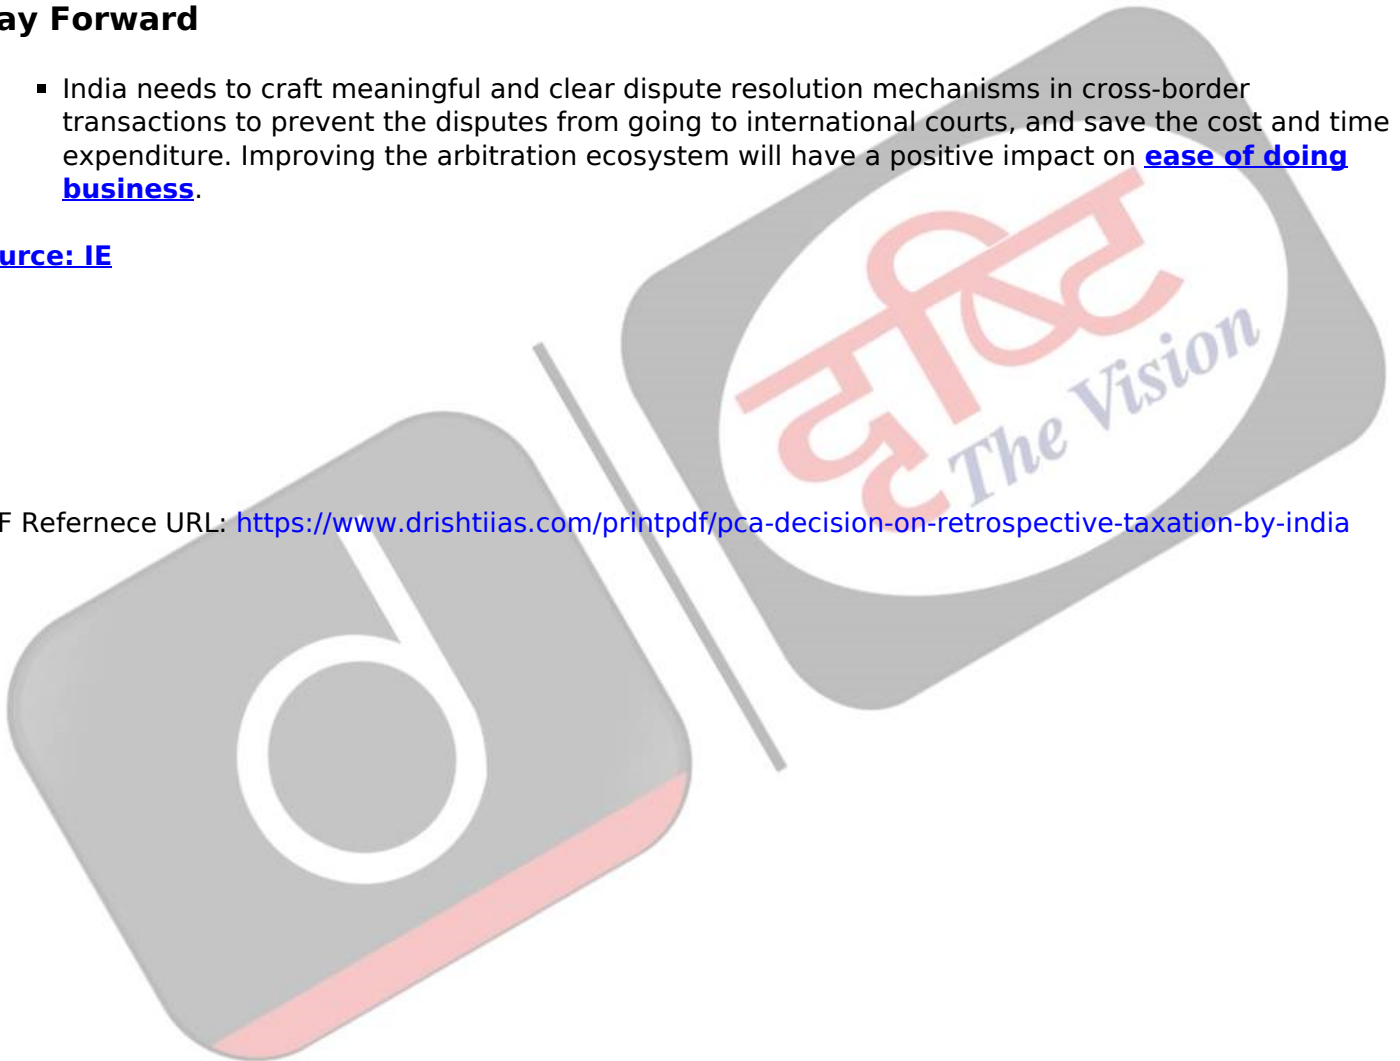 ay Forward
India needs to craft meaningful and clear dispute resolution mechanisms in cross-border
transactions to prevent the disputes from going to international courts, and save the cost and time
expenditure. Improving the arbitration ecosystem will have a positive impact on ease of doing
business.
urce: IE
दृष्टि
The Vision
F Refernece URL: https://www.drishtiias.com/printpdf/pca-decision-on-retrospective-taxation-by-india
d